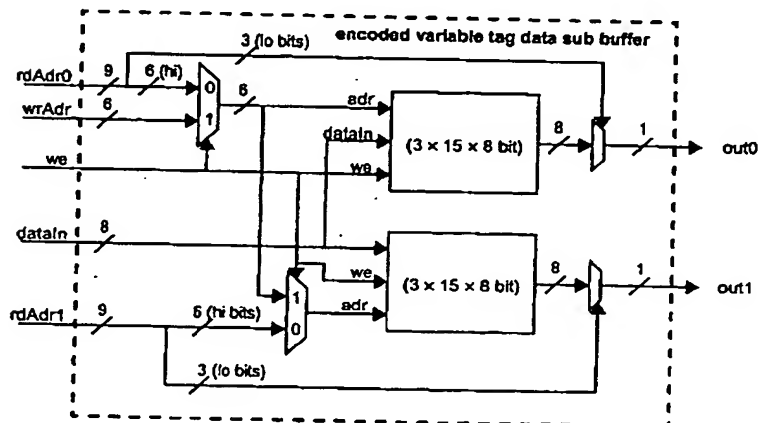 encoded variable tag data sub buffer
3 (lo bits)
rdAdr0
9
6 (hi)
0
6
adr
wrAdr
6
1
dataIn
(3 × 15 × 8 bit)
8
1
out0
we
we
dataIn
8
(3 × 15 × 8 bit)
8
1
out1
we
1
adr
rdAdr1
9
6 (hi bits)
0
3 (lo bits)